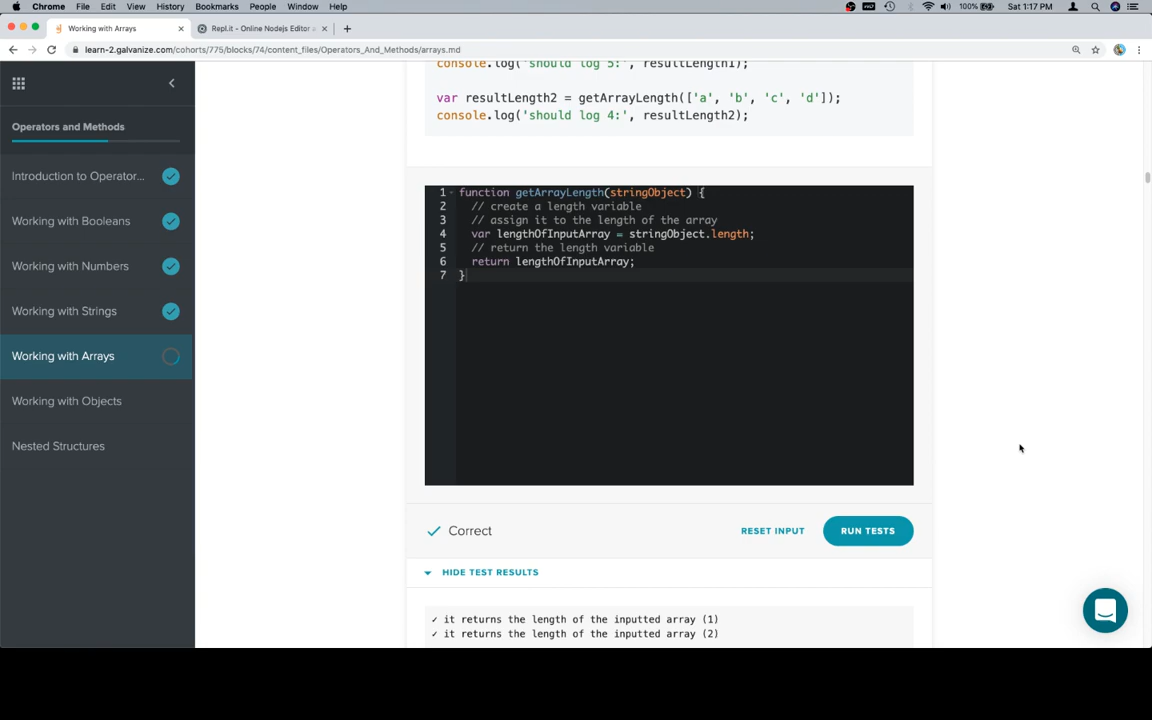 Chrome File Edit View History Bookmarks People Window Help
100% Sat 1:17 PM
Working with Arrays
Repl.it - Online Nodejs Editor a
learn-2.galvanize.com/cohorts/775/blocks/74/content_files/Operators_And_Methods/arrays.md
Operators and Methods
Introduction to Operator...
Working with Booleans
Working with Numbers
Working with Strings
Working with Arrays
Working with Objects
Nested Structures
console.log('should log 5:', resultLength1);
var resultLength2 = getArrayLength(['a', 'b', 'c', 'd']);
console.log('should log 4:', resultLength2);
1 function getArrayLength(stringObject) {
2 // create a length variable
3 // assign it to the length of the array
4 var lengthOfInputArray = stringObject.length;
5 // return the length variable
6 return lengthOfInputArray;
7 }
Correct
RESET INPUT
RUN TESTS
HIDE TEST RESULTS
✓ it returns the length of the inputted array (1)
✓ it returns the length of the inputted array (2)